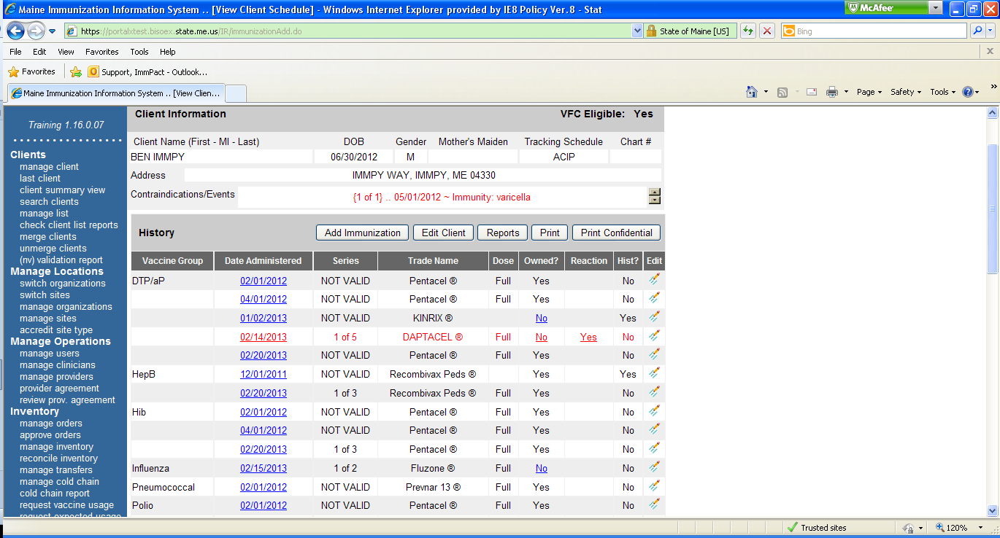 Maine Immunization Information System .. [View Client Schedule] - Windows Internet Explorer provided by IE8 Policy Ver. 8 - Stat
McAfee
https://portalxtest.bisoex.state.me.us/IR/immunizationAdd.do
State of Maine [US]
Bing
File Edit View Favorites Tools Help
Favorites
Support, ImmPact - Outlook...
Maine Immunization Information System .. [View Clien...
Page Safety Tools
Training 1.16.0.07
Clients
manage client
last client
client summary view
search clients
manage list
check client list reports
merge clients
unmerge clients
(nv) validation report
Manage Locations
switch organizations
switch sites
manage organizations
manage sites
accredit site type
Manage Operations
manage users
manage clinicians
manage providers
provider agreement
review prov. agreement
Inventory
manage orders
approve orders
manage inventory
reconcile inventory
manage transfers
manage cold chain
cold chain report
request vaccine usage
request expected usage
Client Information VFC Eligible: Yes
Client Name (First - MI - Last) DOB Gender Mother's Maiden Tracking Schedule Chart #
BEN IMMPY 06/30/2012 M ACIP
Address IMMPY WAY, IMMPY, ME 04330
Contraindications/Events {1 of 1} .. 05/01/2012 ~ Immunity: varicella
History Add Immunization Edit Client Reports Print Print Confidential
Vaccine Group Date Administered Series Trade Name Dose Owned? Reaction Hist? Edit
DTP/aP 02/01/2012 NOT VALID Pentacel ® Full Yes No
04/01/2012 NOT VALID Pentacel ® Full Yes No
01/02/2013 NOT VALID KINRIX ® No Yes
02/14/2013 1 of 5 DAPTACEL ® Full No Yes No
02/20/2013 NOT VALID Pentacel ® Full Yes No
HepB 12/01/2011 NOT VALID Recombivax Peds ® Yes Yes
02/20/2013 1 of 3 Recombivax Peds ® Full Yes No
Hib 02/01/2012 NOT VALID Pentacel ® Full Yes No
04/01/2012 NOT VALID Pentacel ® Full Yes No
02/20/2013 1 of 3 Pentacel ® Full Yes No
Influenza 02/15/2013 1 of 2 Fluzone ® Full No No
Pneumococcal 02/01/2012 NOT VALID Prevnar 13 ® Full Yes No
Polio 02/01/2012 NOT VALID Pentacel ® Full Yes No
Trusted sites 120%